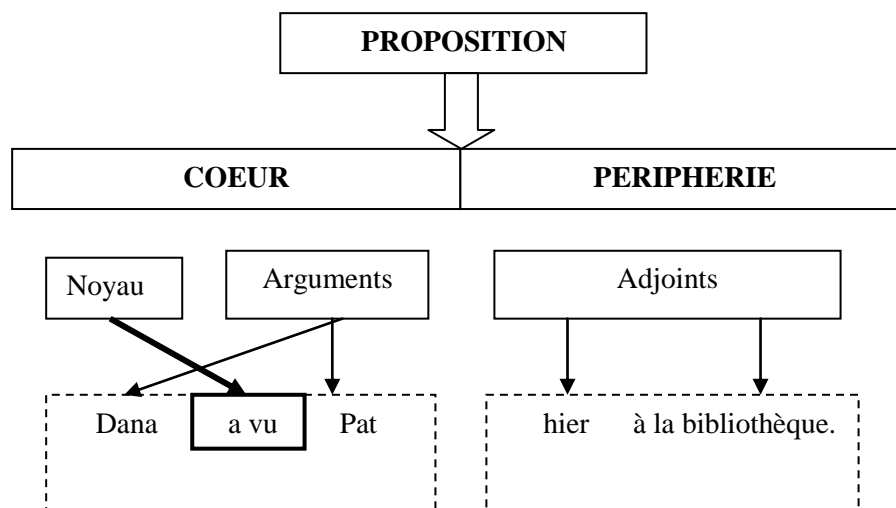 PROPOSITION
COEUR PERIPHERIE
Noyau Arguments Adjoints
Dana a vu Pat hier à la bibliothèque.